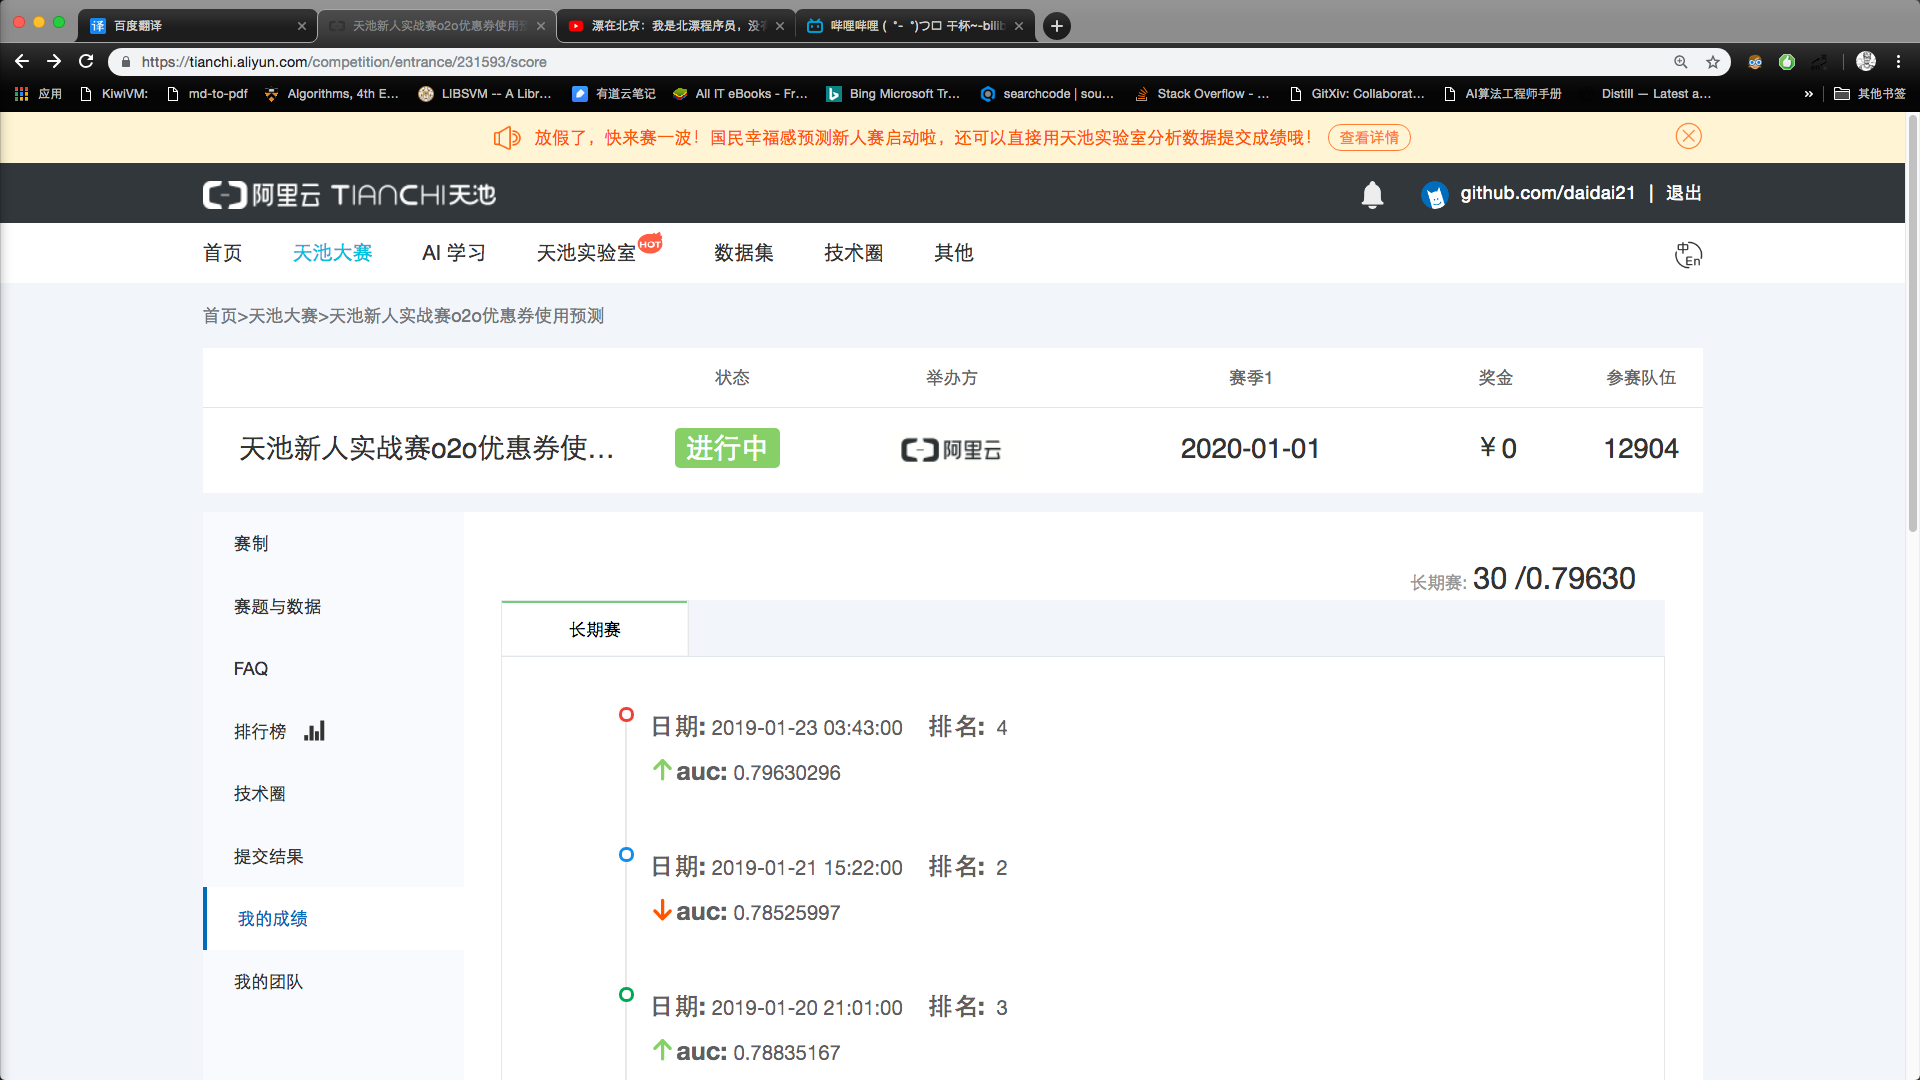 百度翻译
天池新人实战赛o2o优惠券使用预
漂在北京：我是北漂程序员，没
哔哩哔哩 ( ゜- ゜)つロ 干杯~-bilib
https://tianchi.aliyun.com/competition/entrance/231593/score
应用 KiwiVM: md-to-pdf Algorithms, 4th E... LIBSVM -- A Libr... 有道云笔记 All IT eBooks - Fr... Bing Microsoft Tr... searchcode | sou... Stack Overflow - ... GitXiv: Collaborat... AI算法工程师手册 Distill — Latest a... » 其他书签
放假了，快来赛一波！国民幸福感预测新人赛启动啦，还可以直接用天池实验室分析数据提交成绩哦！ 查看详情
阿里云 TIANCHI天池
github.com/daidai21 | 退出
首页 天池大赛 AI 学习 天池实验室 HOT 数据集 技术圈 其他 中 En
首页>天池大赛>天池新人实战赛o2o优惠券使用预测
状态 举办方 赛季1 奖金 参赛队伍
天池新人实战赛o2o优惠券使... 进行中 阿里云 2020-01-01 ￥0 12904
赛制
赛题与数据
FAQ
排行榜
技术圈
提交结果
我的成绩
我的团队
长期赛: 30 /0.79630
长期赛
日期: 2019-01-23 03:43:00 排名: 4
auc: 0.79630296
日期: 2019-01-21 15:22:00 排名: 2
auc: 0.78525997
日期: 2019-01-20 21:01:00 排名: 3
auc: 0.78835167